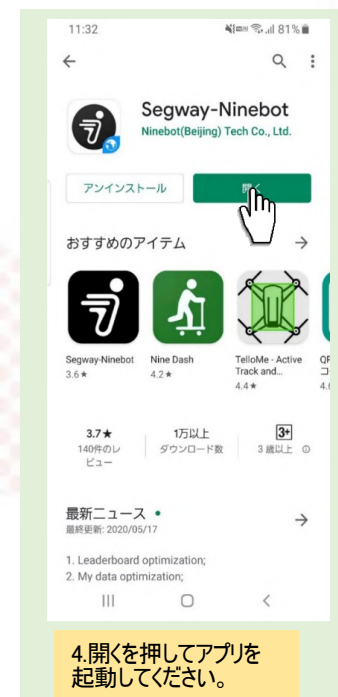 11:32
81%
Segway-Ninebot
Ninebot(Beijing) Tech Co., Ltd.
アンインストール
開く
おすすめのアイテム
Segway-Ninebot
3.6★
Nine Dash
4.2★
TelloMe - Active
Track and...
4.4★
3.7★
140件のレ
ビュー
1万以上
ダウンロード数
3+
3 歳以上
最新ニュース
最終更新: 2020/05/17
1. Leaderboard optimization;
2. My data optimization;
4.開くを押してアプリを
起動してください。